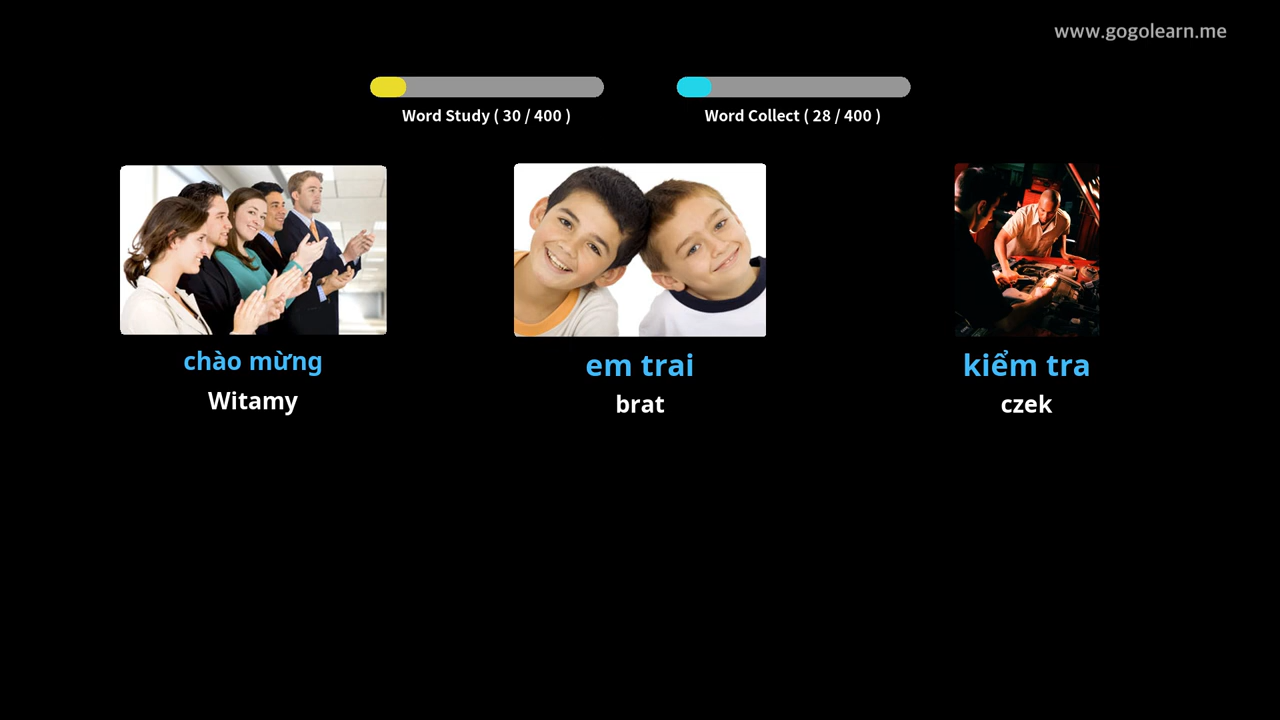 www.gogolearn.me
Word Study ( 30 / 400 )
Word Collect ( 28 / 400 )
chào mừng
Witamy
em trai
brat
kiểm tra
czek